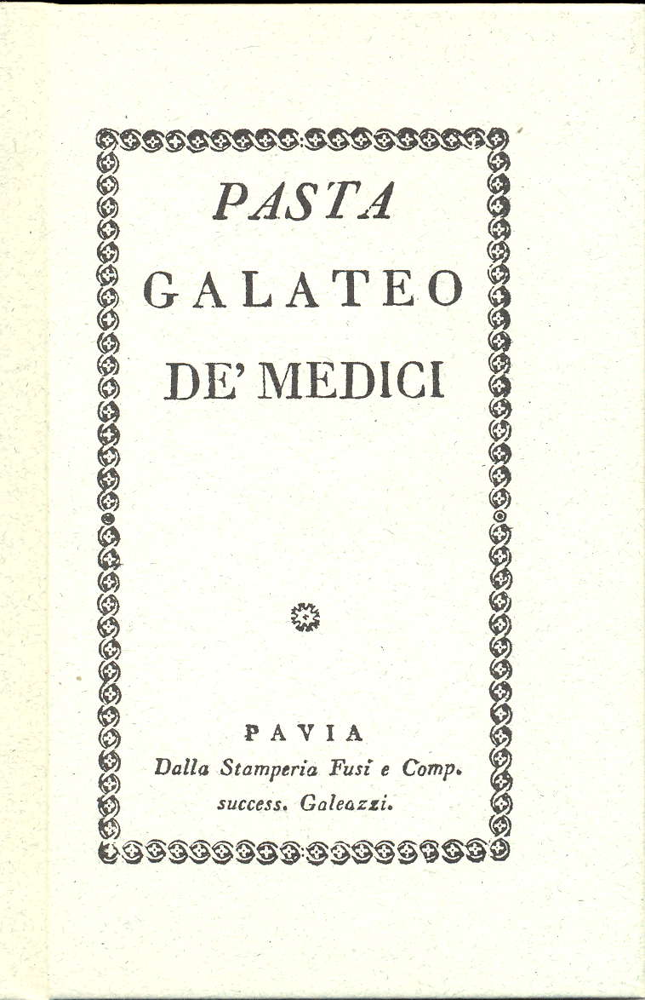 PASTA
GALATEO
DE' MEDICI
PAVIA
Dalla Stamperia Fusi e Comp.
success. Galeazzi.